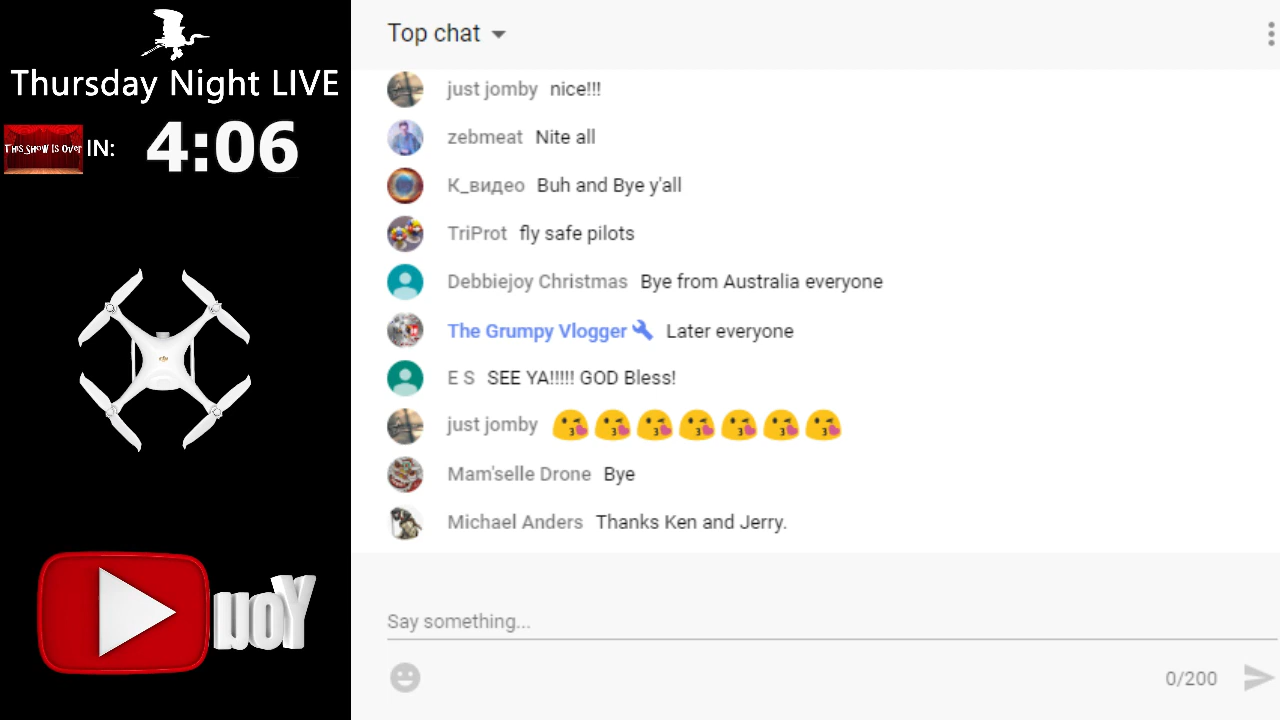 Thursday Night LIVE
THIS SHOW IS OVER IN: 4:06
You
Top chat
just jomby nice!!!
zebmeat Nite all
К_видео Buh and Bye y'all
TriProt fly safe pilots
Debbiejoy Christmas Bye from Australia everyone
The Grumpy Vlogger Later everyone
E S SEE YA!!!!! GOD Bless!
just jomby 😘😘😘😘😘😘😘
Mam'selle Drone Bye
Michael Anders Thanks Ken and Jerry.
Say something...
0/200